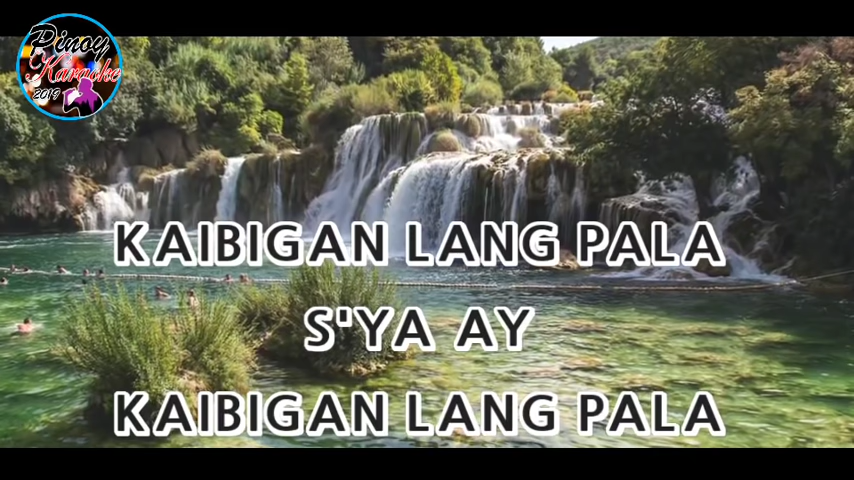 Pinoy
Karaoke
2019
KAIBIGAN LANG PALA
S'YA AY
KAIBIGAN LANG PALA